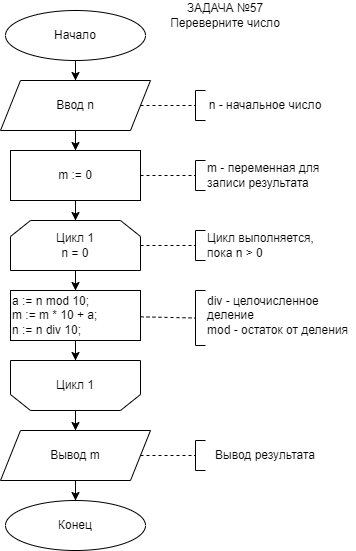 ЗАДАЧА №57
Переверните число
Начало
Ввод n
n - начальное число
m := 0
m - переменная для
записи результата
Цикл 1
n = 0
Цикл выполняется,
пока n > 0
a := n mod 10;
m := m * 10 + a;
n := n div 10;
div - целочисленное
деление
mod - остаток от деления
Цикл 1
Вывод m
Вывод результата
Конец